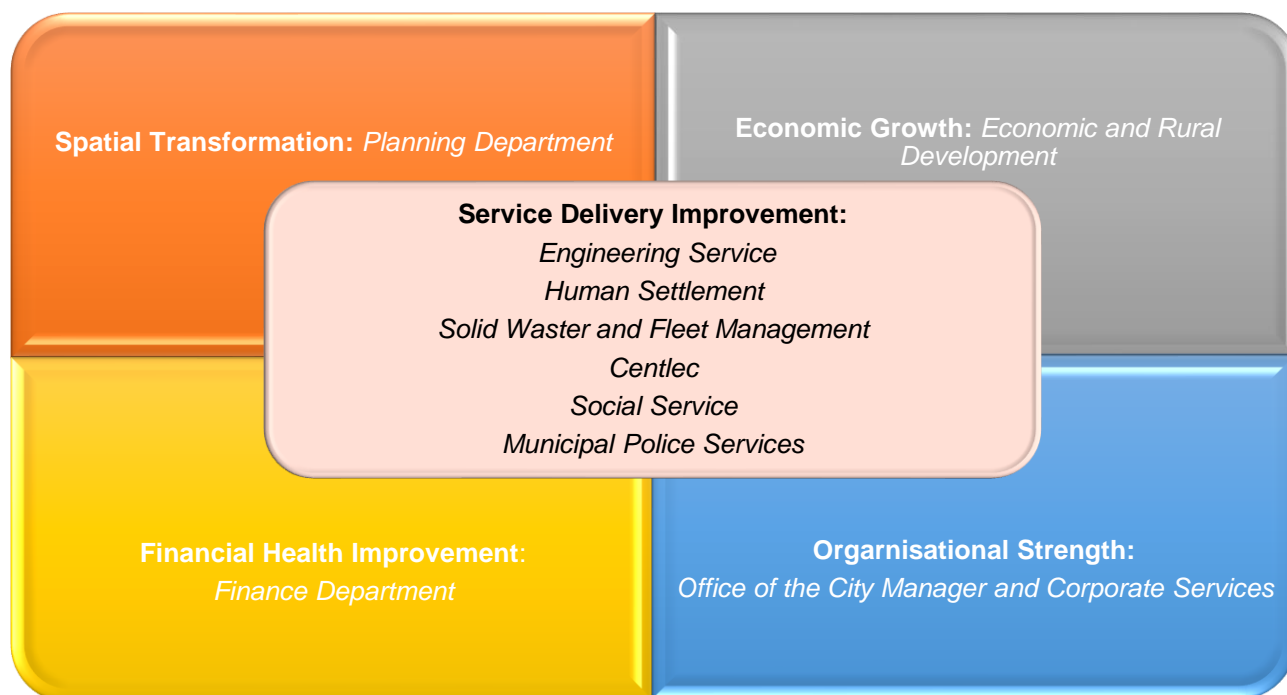 Spatial Transformation: Planning Department
Economic Growth: Economic and Rural
Development
Service Delivery Improvement:
Engineering Service
Human Settlement
Solid Waster and Fleet Management
Centlec
Social Service
Municipal Police Services
Financial Health Improvement:
Finance Department
Orgarnisational Strength:
Office of the City Manager and Corporate Services